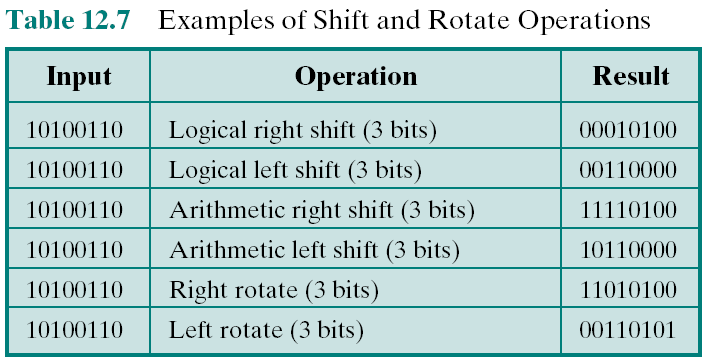 Table 12.7 Examples of Shift and Rotate Operations
Input Operation Result
10100110 Logical right shift (3 bits) 00010100
10100110 Logical left shift (3 bits) 00110000
10100110 Arithmetic right shift (3 bits) 11110100
10100110 Arithmetic left shift (3 bits) 10110000
10100110 Right rotate (3 bits) 11010100
10100110 Left rotate (3 bits) 00110101